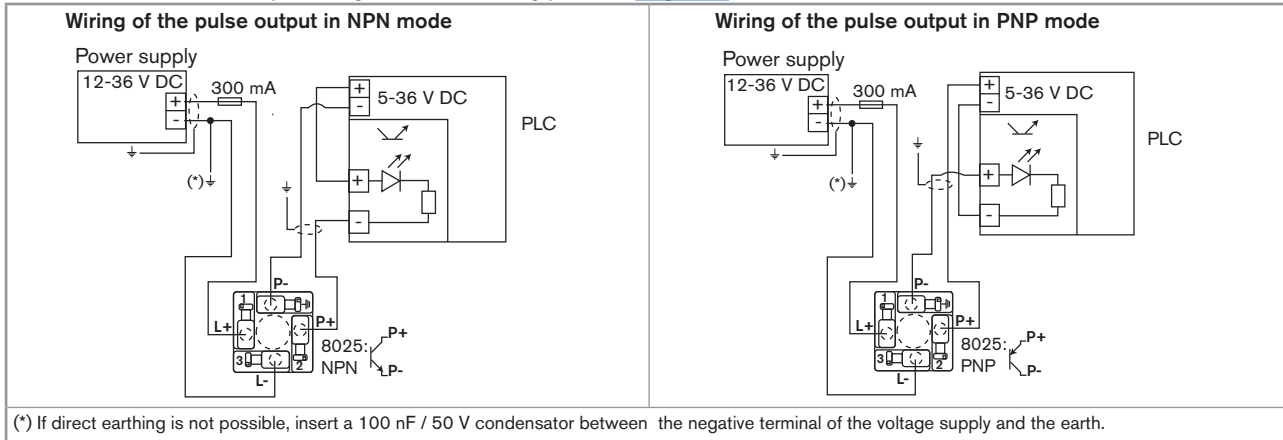 Wiring of the pulse output in NPN mode
Power supply
12-36 V DC
300 mA
+
-
+
-
5-36 V DC
PLC
+
-
(*)
P-
1
L+
P+
3
2
L-
8025:
NPN
P+
P-
Wiring of the pulse output in PNP mode
Power supply
12-36 V DC
300 mA
+
-
+
-
5-36 V DC
PLC
+
-
(*)
P-
1
L+
P+
3
2
L-
8025:
PNP
P+
P-
(*) If direct earthing is not possible, insert a 100 nF / 50 V condensator between the negative terminal of the voltage supply and the earth.